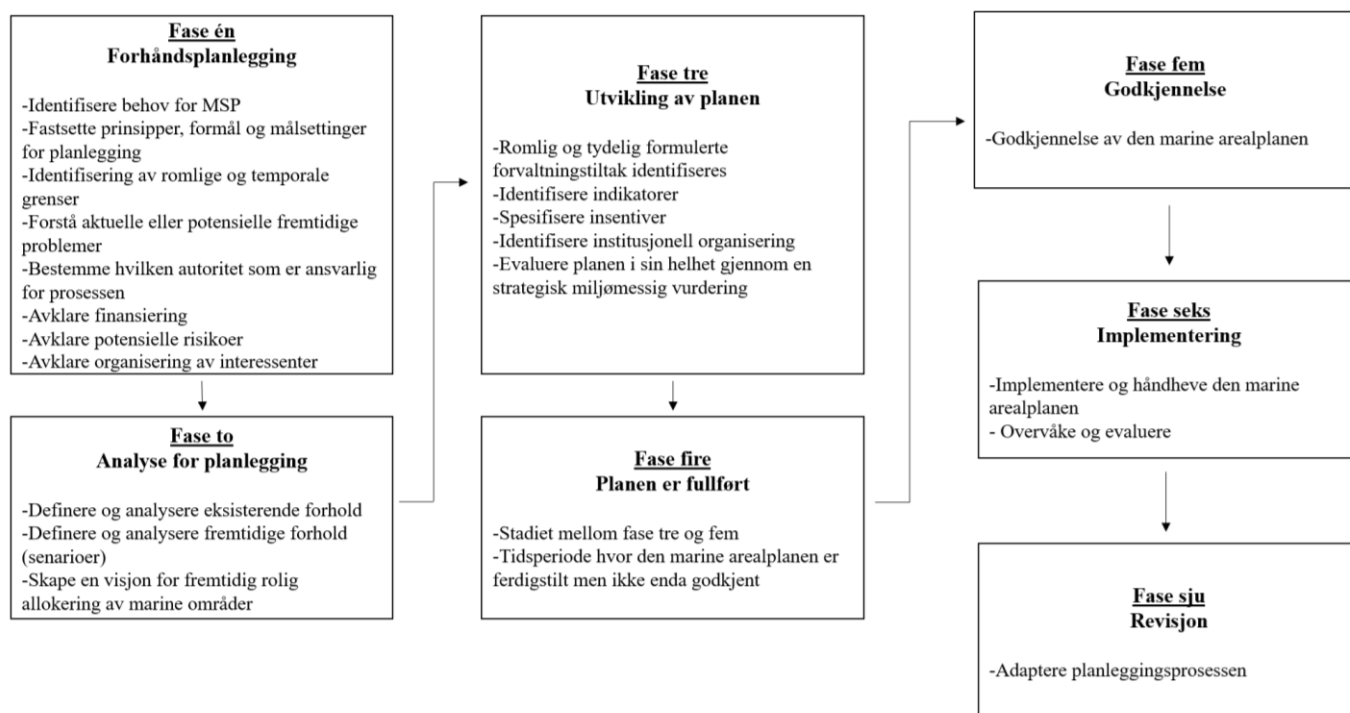 Fase én
Forhåndsplanlegging
-Identifisere behov for MSP
-Fastsette prinsipper, formål og målsettinger
for planlegging
-Identifisering av romlige og temporale
grenser
-Forstå aktuelle eller potensielle fremtidige
problemer
-Bestemme hvilken autoritet som er ansvarlig
for prosessen
-Avklare finansiering
-Avklare potensielle risikoer
-Avklare organisering av interessenter
Fase to
Analyse for planlegging
-Definere og analysere eksisterende forhold
-Definere og analysere fremtidige forhold
(senarioer)
-Skape en visjon for fremtidig rolig
allokering av marine områder
Fase tre
Utvikling av planen
-Romlig og tydelig formulerte
forvaltningstiltak identifiseres
-Identifisere indikatorer
-Spesifisere insentiver
-Identifisere institusjonell organisering
-Evaluere planen i sin helhet gjennom en
strategisk miljømessig vurdering
Fase fire
Planen er fullført
-Stadiet mellom fase tre og fem
-Tidsperiode hvor den marine arealplanen er
ferdigstilt men ikke enda godkjent
Fase fem
Godkjennelse
-Godkjennelse av den marine arealplanen
Fase seks
Implementering
-Implementere og håndheve den marine
arealplanen
- Overvåke og evaluere
Fase sju
Revisjon
-Adaptere planleggingsprosessen